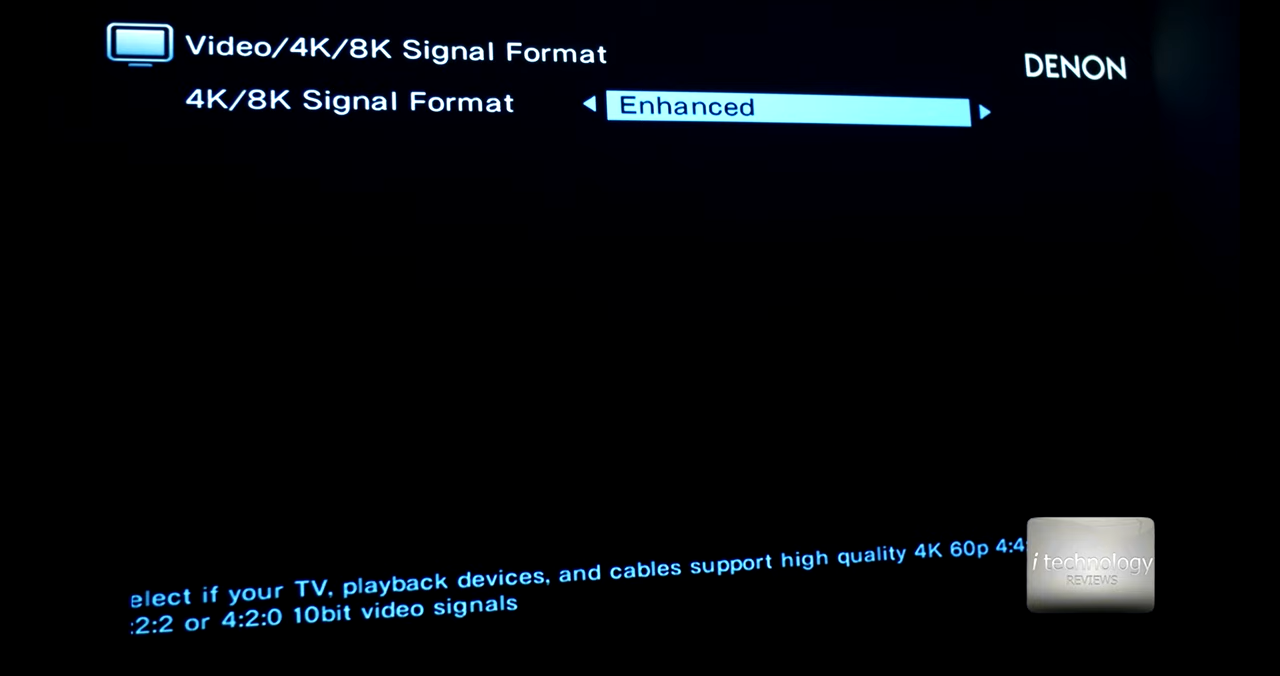 Video/4K/8K Signal Format
DENON
4K/8K Signal Format
Enhanced
elect if your TV, playback devices, and cables support high quality 4K 60p 4:4
:2:2 or 4:2:0 10bit video signals
i technology
REVIEWS